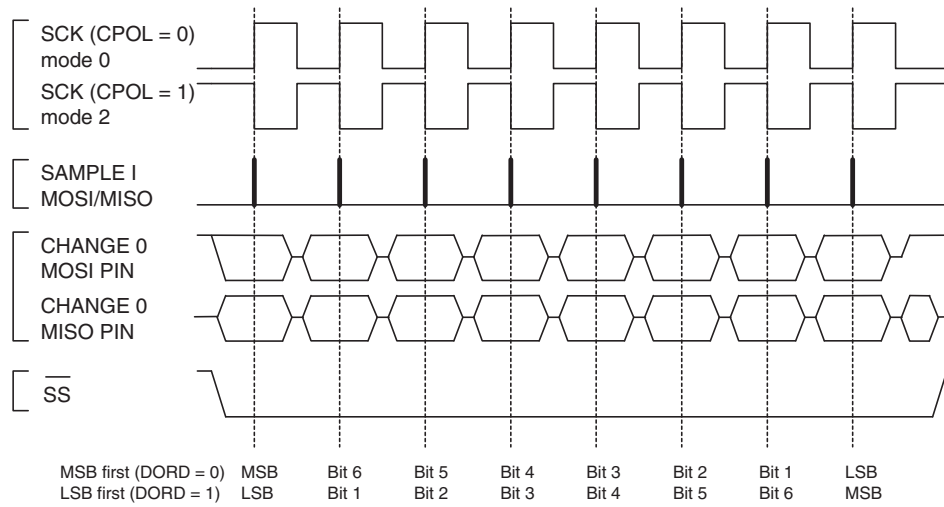 SCK (CPOL = 0)
mode 0
SCK (CPOL = 1)
mode 2
SAMPLE I
MOSI/MISO
CHANGE 0
MOSI PIN
CHANGE 0
MISO PIN
SS
MSB first (DORD = 0) MSB Bit 6 Bit 5 Bit 4 Bit 3 Bit 2 Bit 1 LSB
LSB first (DORD = 1) LSB Bit 1 Bit 2 Bit 3 Bit 4 Bit 5 Bit 6 MSB